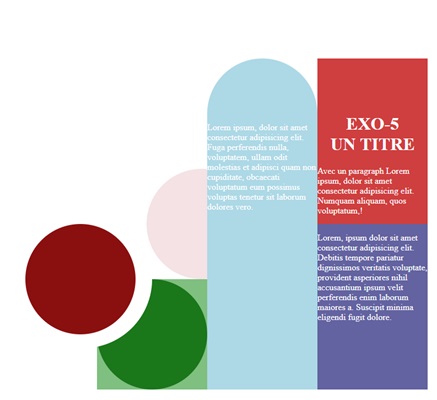 Lorem ipsum, dolor sit amet
consectetur adipisicing elit.
Fuga perferendis nulla,
voluptatem, ullam odit
molestias et adipisci quam non
cupiditate, obcaecati
voluptatum eum possimus
voluptas tenetur sit laborum
dolores vero.
EXO-5
UN TITRE
Avec un paragraph Lorem
ipsum, dolor sit amet
consectetur adipisicing elit.
Numquam aliquam, quos
voluptatum,!
Lorem, ipsum dolor sit amet
consectetur adipisicing elit.
Debitis tempore pariatur
dignissimos veritatis voluptate,
provident asperiores nihil
accusantium ipsum velit
perferendis enim laborum
maiores a. Suscipit minima
eligendi fugit dolore.